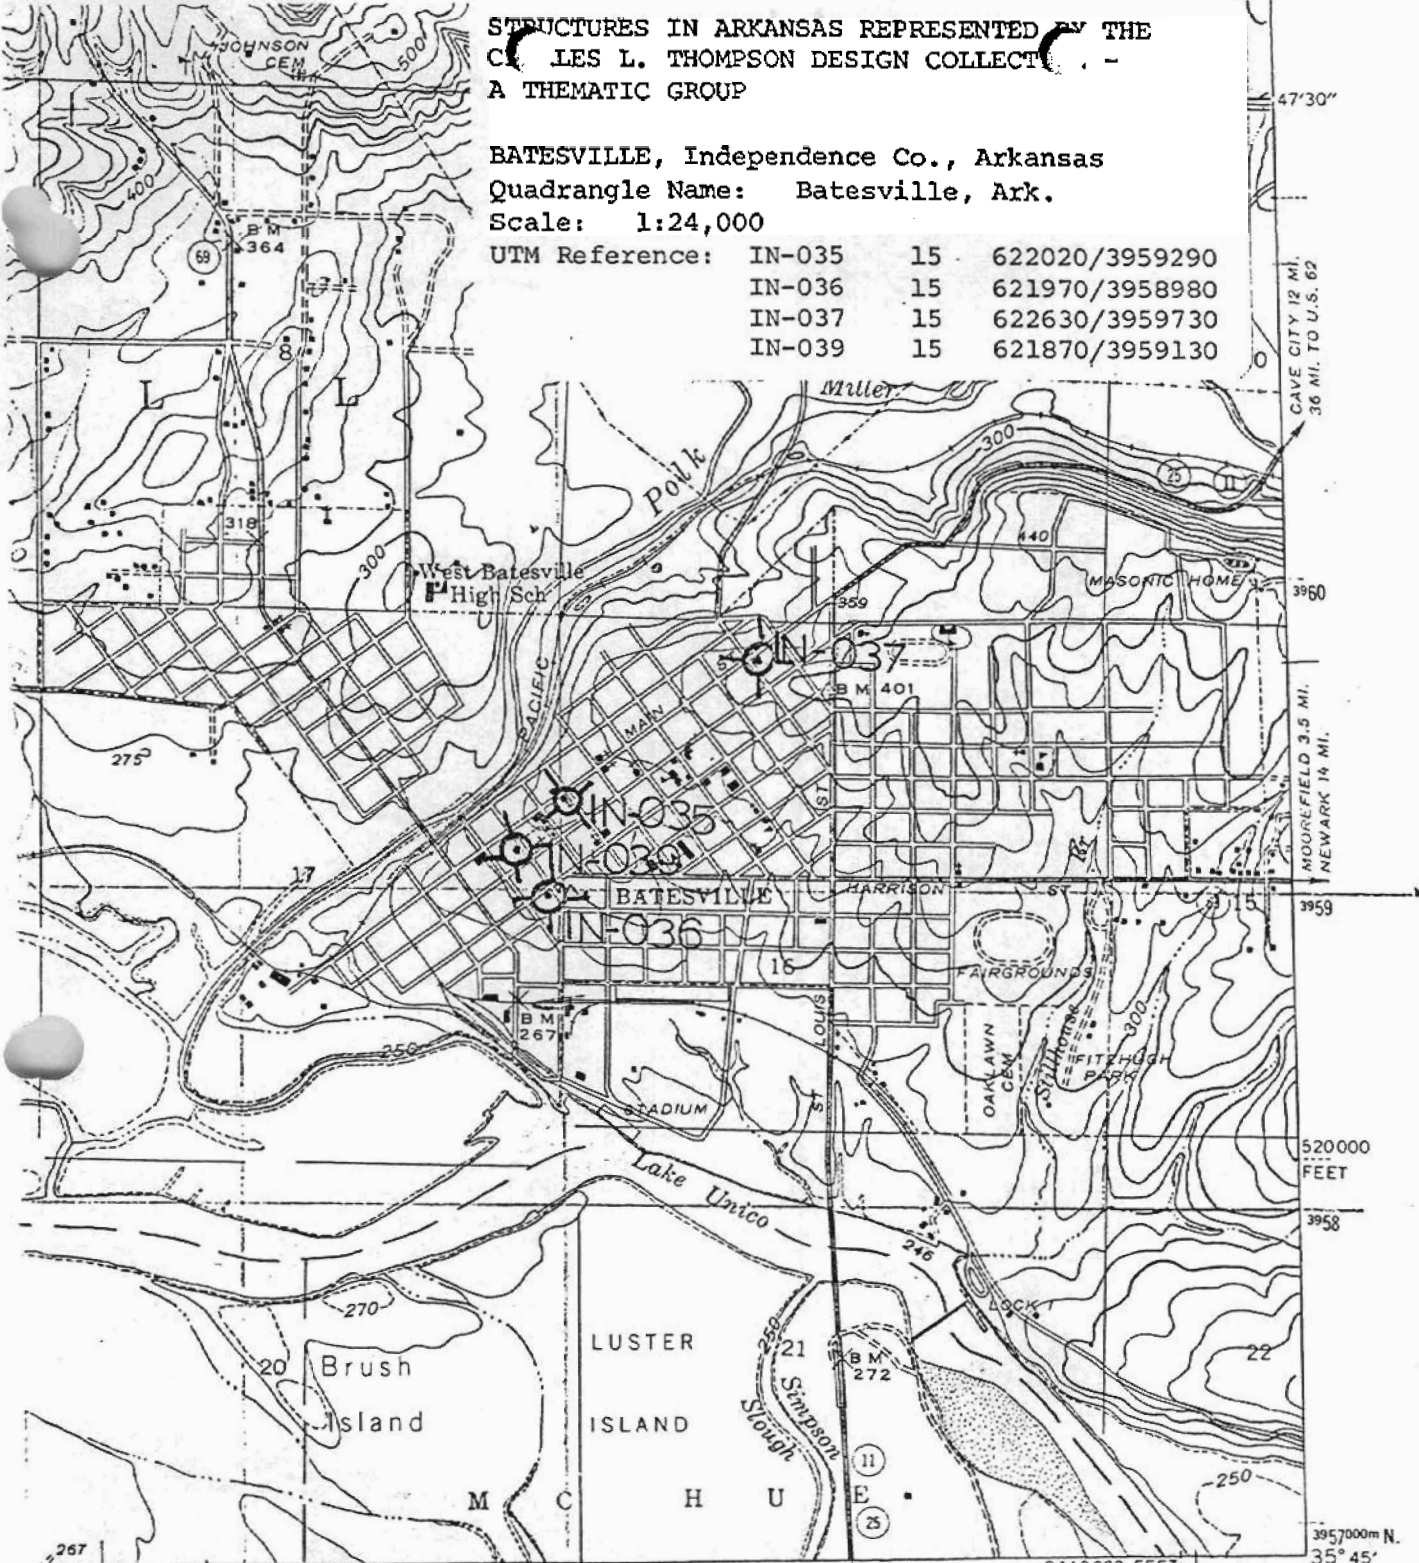 STRUCTURES IN ARKANSAS REPRESENTED BY THE
LES L. THOMPSON DESIGN COLLECT -
A THEMATIC GROUP
BATESVILLE, Independence Co., Arkansas
Quadrangle Name: Batesville, Ark.
Scale: 1:24,000
UTM Reference: IN-035 15 622020/3959290
IN-036 15 621970/3958980
IN-037 15 622630/3959730
IN-039 15 621870/3959130
JOHNSON
CEM
500
47'30"
400
BM
364
69
CAVE CITY 12 MI.
36 MI. TO U.S. 62
8
L L
Miller
Polk
300
25
11
318
440
300
West Batesville
High Sch
MASONIC HOME
3960
359
IN-037
BM 401
PACIFIC
MAIN
275
ST
MOOREFIELD 3.5 MI.
NEWARK 14 MI.
IN-035
IN-039
17
BATESVILLE
HARRISON
ST
Br
15
3959
IN-036
16
FAIRGROUNDS
BM
267
LOUIS
ST
OAKLAWN
CEM
Stillhouse
300
FITZHUGH
PARK
250
STADIUM
520000
FEET
Lake Unico
3958
246
LOCK 1
270
LUSTER
ISLAND
250
21
BM
272
22
20
Brush
Island
Simpson
Slough
11
250
M C H U E
25
267
3957000m N.
35°45'